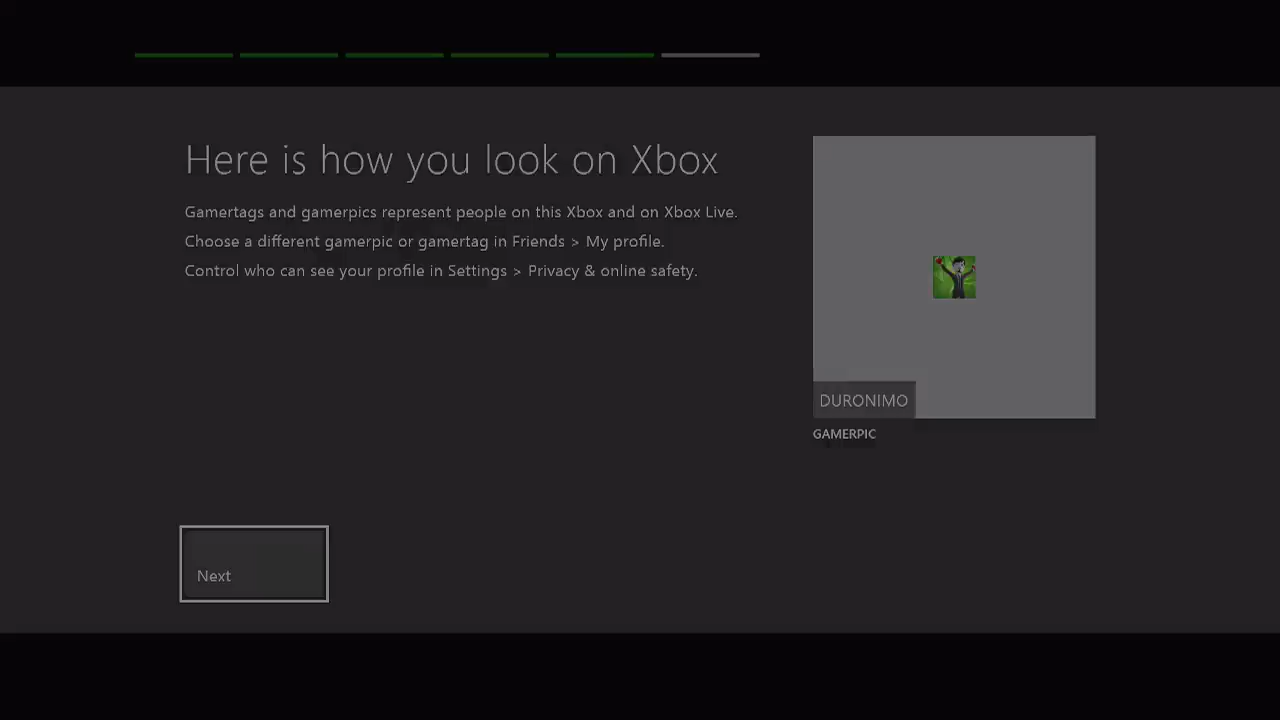 Here is how you look on Xbox
Gamertags and gamerpics represent people on this Xbox and on Xbox Live.
Choose a different gamerpic or gamertag in Friends > My profile.
Control who can see your profile in Settings > Privacy & online safety.
DURONIMO
GAMERPIC
Next